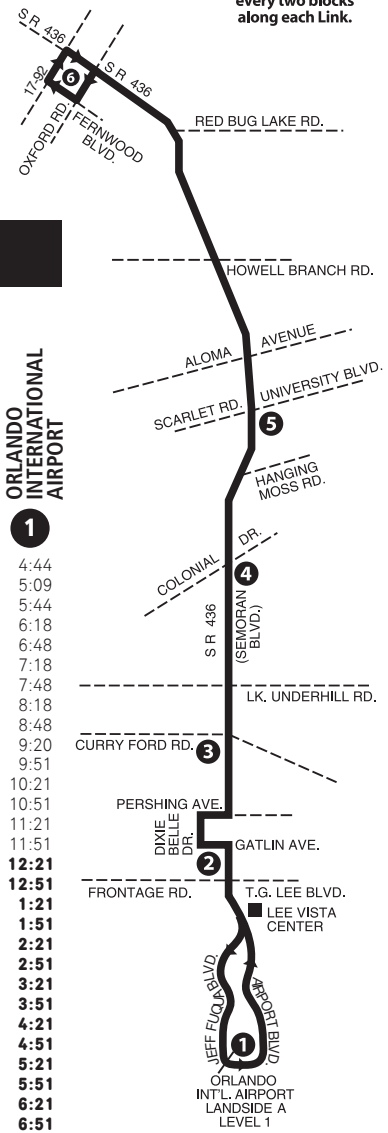 every two blocks
along each Link.
S R 436
S R 436
17-92
6
OXFORD RD.
FERNWOOD
BLVD.
RED BUG LAKE RD.
HOWELL BRANCH RD.
ALOMA AVENUE
SCARLET RD. UNIVERSITY BLVD.
5
HANGING
MOSS RD.
COLONIAL DR.
4
S R 436
(SEMORAN
BLVD.)
LK. UNDERHILL RD.
CURRY FORD RD.
3
PERSHING AVE.
DIXIE
BELLE
DR.
GATLIN AVE.
2
FRONTAGE RD.
T.G. LEE BLVD.
LEE VISTA
CENTER
JEFF FUQUA BLVD.
AIRPORT BLVD.
1
ORLANDO
INT'L. AIRPORT
LANDSIDE A
LEVEL 1
ORLANDO
INTERNATIONAL
AIRPORT
1
4:44
5:09
5:44
6:18
6:48
7:18
7:48
8:18
8:48
9:20
9:51
10:21
10:51
11:21
11:51
12:21
12:51
1:21
1:51
2:21
2:51
3:21
3:51
4:21
4:51
5:21
5:51
6:21
6:51